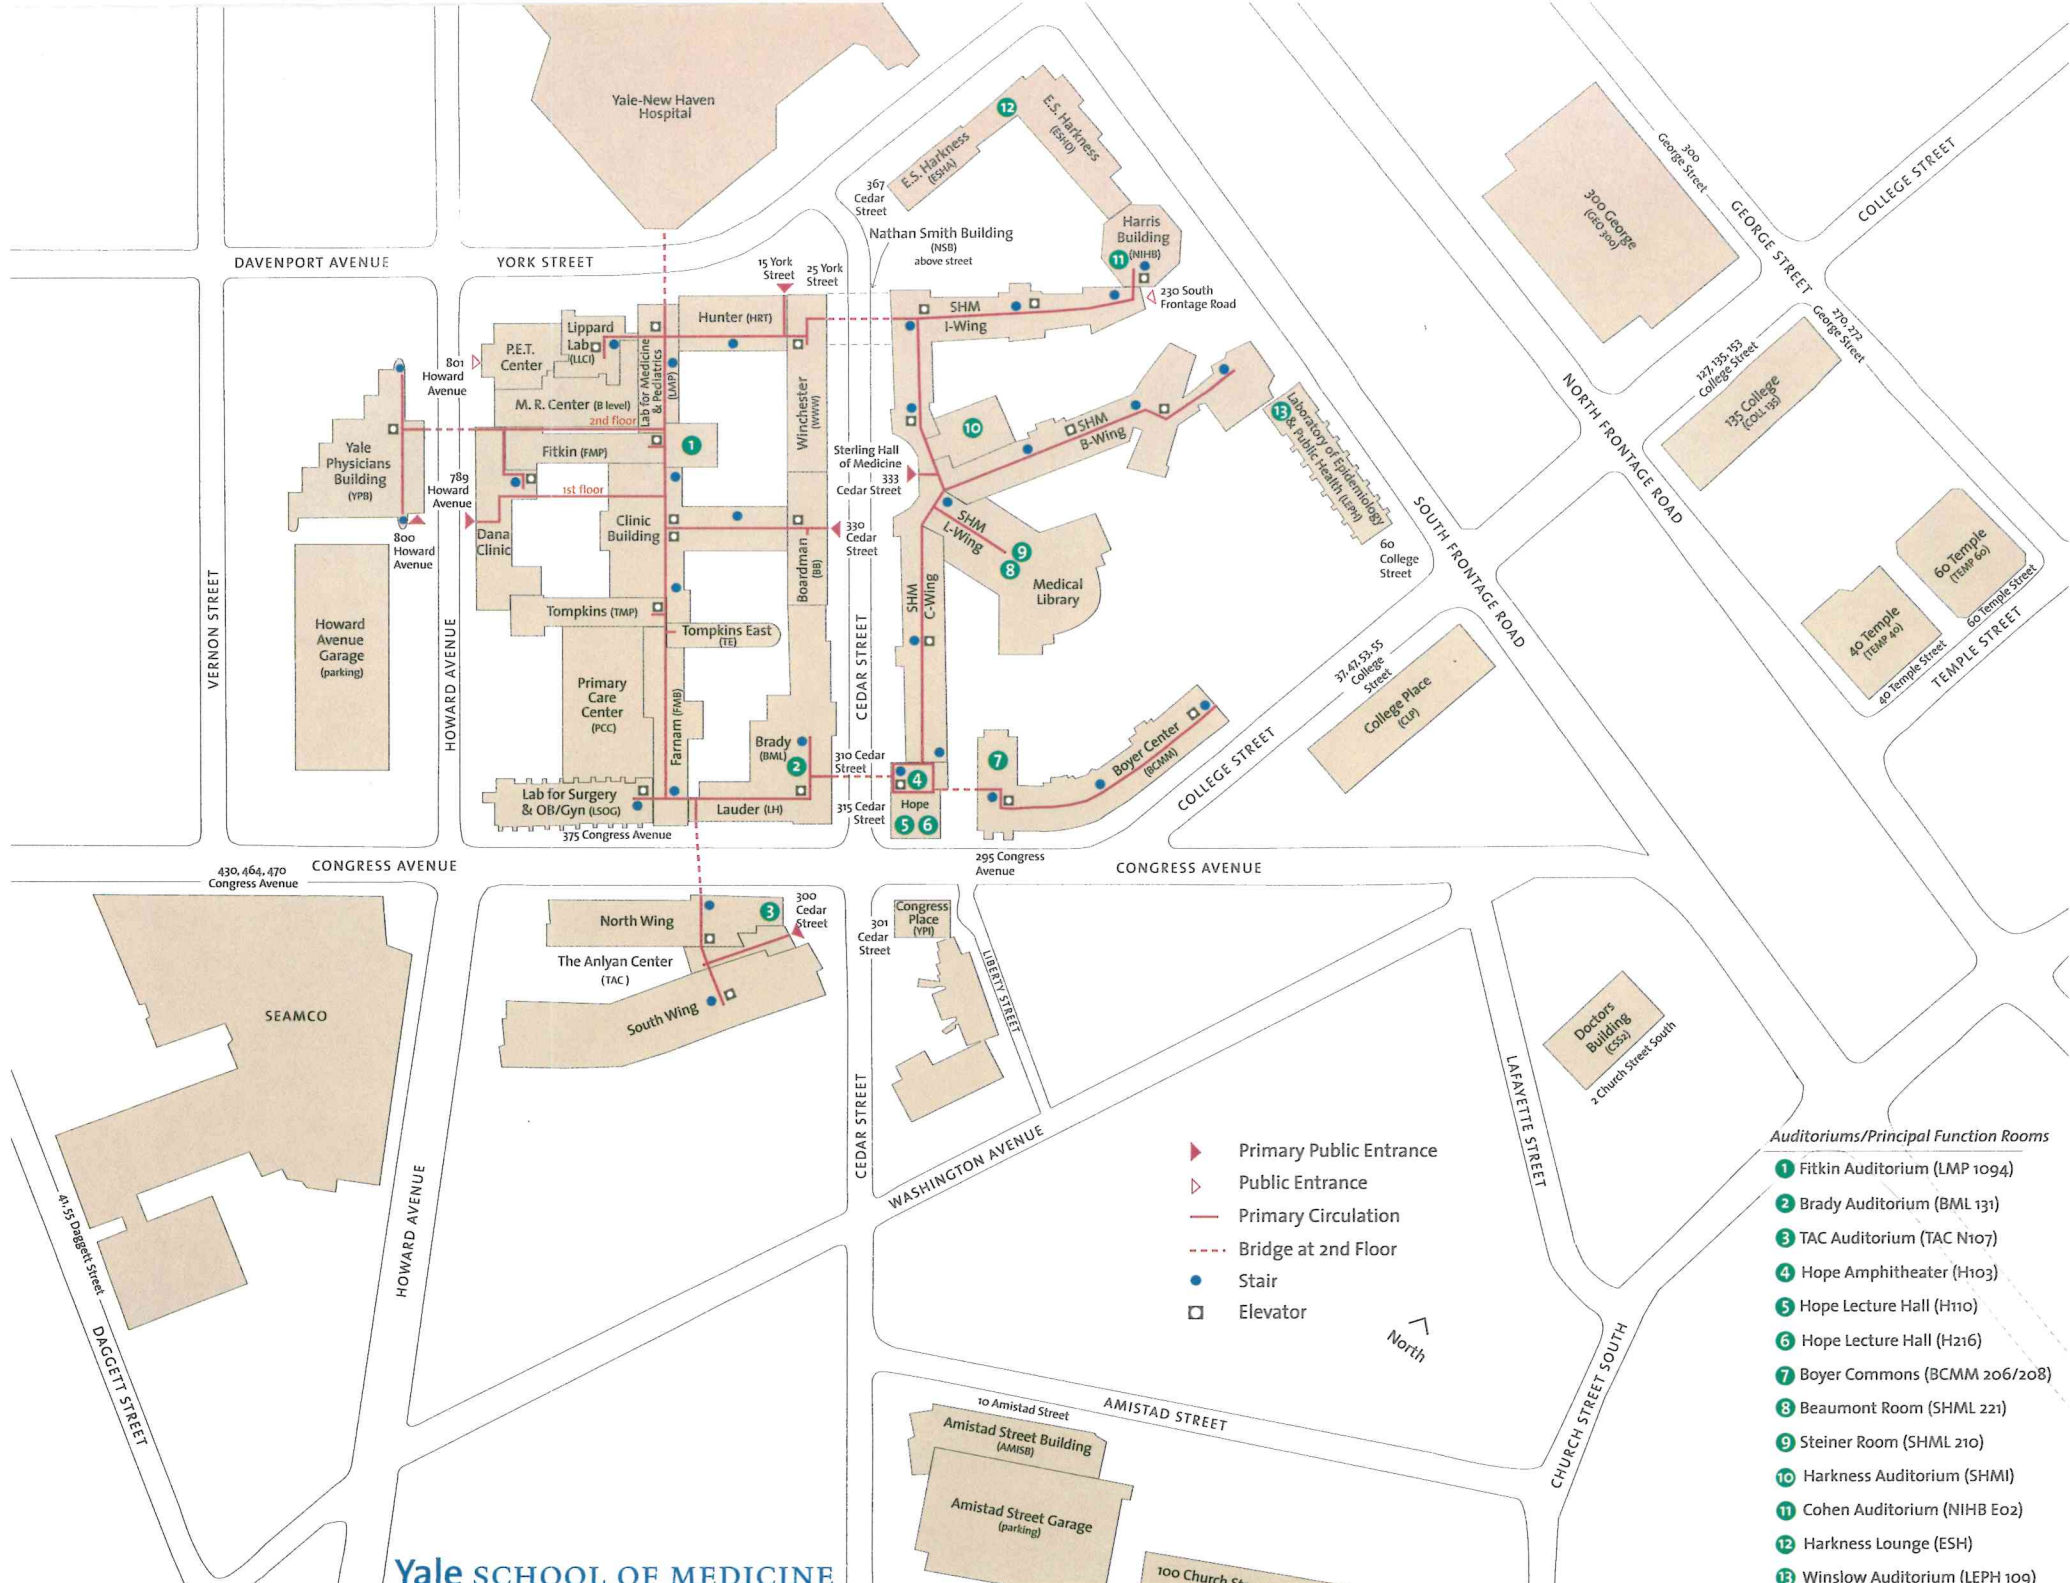 Yale-New Haven
Hospital
12
E.S. Harkness
(ESHD)
E.S. Harkness
(ESHA)
367
Cedar
Street
Harris
Building
(NIHB)
11
Nathan Smith Building
(NSB)
above street
230 South
Frontage Road
DAVENPORT AVENUE
YORK STREET
15 York
Street
25 York
Street
300
George Street
300 George
(GEO 300)
GEORGE STREET
COLLEGE STREET
270, 272
George Street
127, 135, 153
College Street
135 College
(COLL 135)
NORTH FRONTAGE ROAD
SOUTH FRONTAGE ROAD
60 Temple
(TEMP 60)
60 Temple Street
40 Temple
(TEMP 40)
40 Temple Street
TEMPLE STREET
Hunter (HRT)
SHM
I-Wing
Lippard
Lab
(LLCI)
P.E.T.
Center
801
Howard
Avenue
Lab for Medicine
& Pediatrics
(LMP)
M. R. Center (B level)
2nd floor
Winchester
(WWW)
10
SHM
B-Wing
13
Laboratory of Epidemiology
& Public Health (LEPH)
60
College
Street
Fitkin (FMP)
1
Yale
Physicians
Building
(YPB)
Sterling Hall
of Medicine
333
Cedar Street
789
Howard
Avenue
1st floor
Clinic
Building
Dana
Clinic
800
Howard
Avenue
330
Cedar
Street
SHM
L-Wing
9
8
Medical
Library
Boardman
(BB)
SHM
C-Wing
VERNON STREET
Howard
Avenue
Garage
(parking)
HOWARD AVENUE
Tompkins (TMP)
Tompkins East
(TE)
CEDAR STREET
Primary
Care
Center
(PCC)
Farnam (FMB)
Brady
(BML)
2
310 Cedar
Street
4
7
Boyer Center
(BCMM)
37, 47, 53, 55
College
Street
College Place
(CLP)
COLLEGE STREET
Lab for Surgery
& OB/Gyn (LSOG)
Lauder (LH)
315 Cedar
Street
Hope
5
6
375 Congress Avenue
430, 464, 470
Congress Avenue
CONGRESS AVENUE
295 Congress
Avenue
CONGRESS AVENUE
North Wing
3
300
Cedar
Street
301
Cedar
Street
Congress
Place
(YPI)
The Anlyan Center
(TAC)
LIBERTY STREET
South Wing
SEAMCO
Doctors
Building
(CSS2)
2 Church Street South
LAFAYETTE STREET
CEDAR STREET
WASHINGTON AVENUE
41, 55 Daggett Street
HOWARD AVENUE
DAGGETT STREET
Primary Public Entrance
Public Entrance
Primary Circulation
Bridge at 2nd Floor
Stair
Elevator
North
AMISTAD STREET
10 Amistad Street
Amistad Street Building
(AMISB)
Amistad Street Garage
(parking)
CHURCH STREET SOUTH
Auditoriums/Principal Function Rooms
1 Fitkin Auditorium (LMP 1094)
2 Brady Auditorium (BML 131)
3 TAC Auditorium (TAC N107)
4 Hope Amphitheater (H103)
5 Hope Lecture Hall (H110)
6 Hope Lecture Hall (H216)
7 Boyer Commons (BCMM 206/208)
8 Beaumont Room (SHML 221)
9 Steiner Room (SHML 210)
10 Harkness Auditorium (SHMI)
11 Cohen Auditorium (NIHB E02)
12 Harkness Lounge (ESH)
13 Winslow Auditorium (LEPH 109)
Yale SCHOOL OF MEDICINE
100 Church